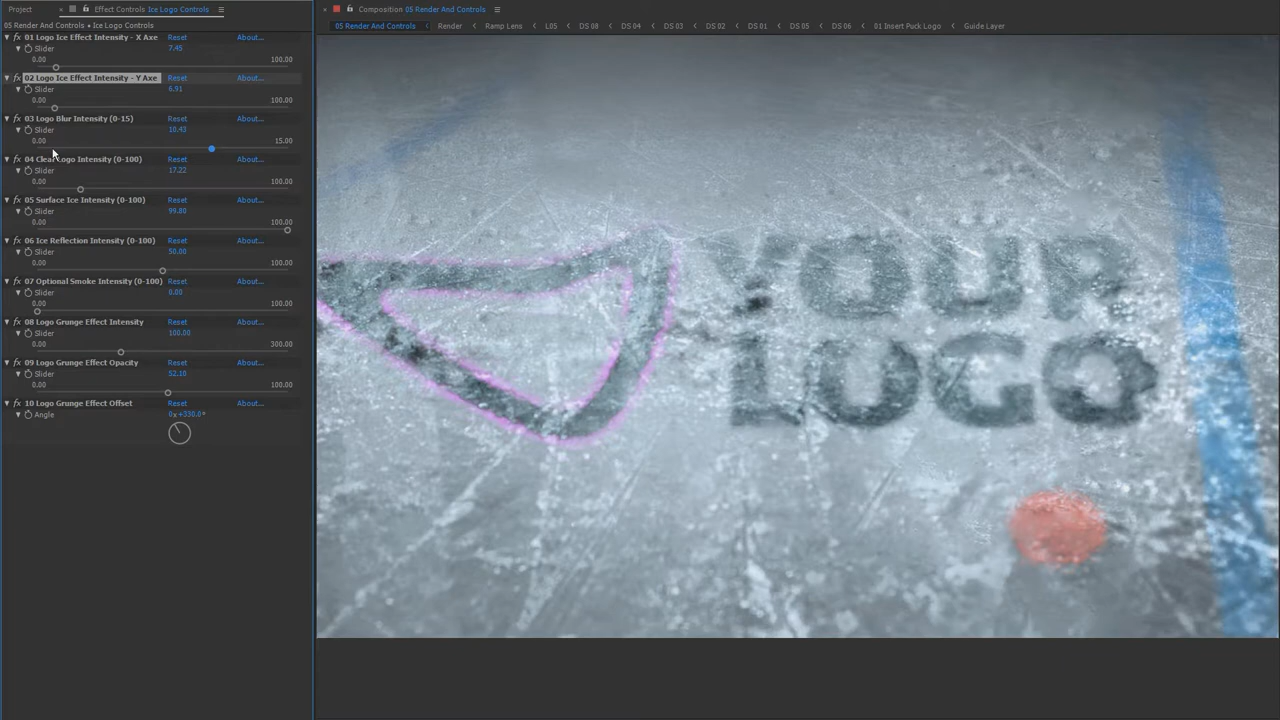 Project × Effect Controls Ice Logo Controls
05 Render And Controls • Ice Logo Controls
fx 01 Logo Ice Effect Intensity - X Axe Reset About...
Slider 7.45
0.00 100.00
fx 02 Logo Ice Effect Intensity - Y Axe Reset About...
Slider 6.91
0.00 100.00
fx 03 Logo Blur Intensity (0-15) Reset About...
Slider 10.43
0.00 15.00
fx 04 Clear Logo Intensity (0-100) Reset About...
Slider 17.22
0.00 100.00
fx 05 Surface Ice Intensity (0-100) Reset About...
Slider 99.80
0.00 100.00
fx 06 Ice Reflection Intensity (0-100) Reset About...
Slider 50.00
0.00 100.00
fx 07 Optional Smoke Intensity (0-100) Reset About...
Slider 0.00
0.00 100.00
fx 08 Logo Grunge Effect Intensity Reset About...
Slider 100.00
0.00 300.00
fx 09 Logo Grunge Effect Opacity Reset About...
Slider 52.10
0.00 100.00
fx 10 Logo Grunge Effect Offset Reset About...
Angle 0x+330.0°
× Composition 05 Render And Controls
05 Render And Controls Render Ramp Lens L05 DS 08 DS 04 DS 03 DS 02 DS 01 DS 05 DS 06 01 Insert Puck Logo Guide Layer
YOUR
LOGO